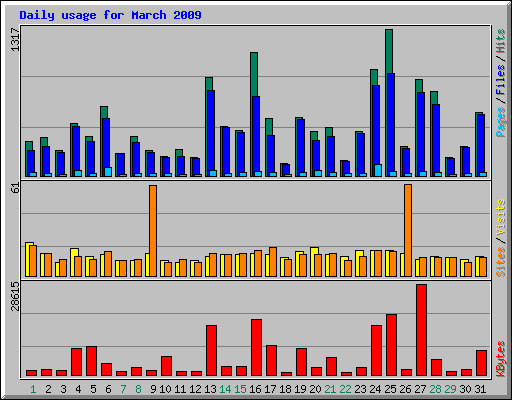 Daily usage for March 2009
1317
Pages / Files / Hits
61
Sites / Visits
28615
KBytes
1 2 3 4 5 6 7 8 9 10 11 12 13 14 15 16 17 18 19 20 21 22 23 24 25 26 27 28 29 30 31